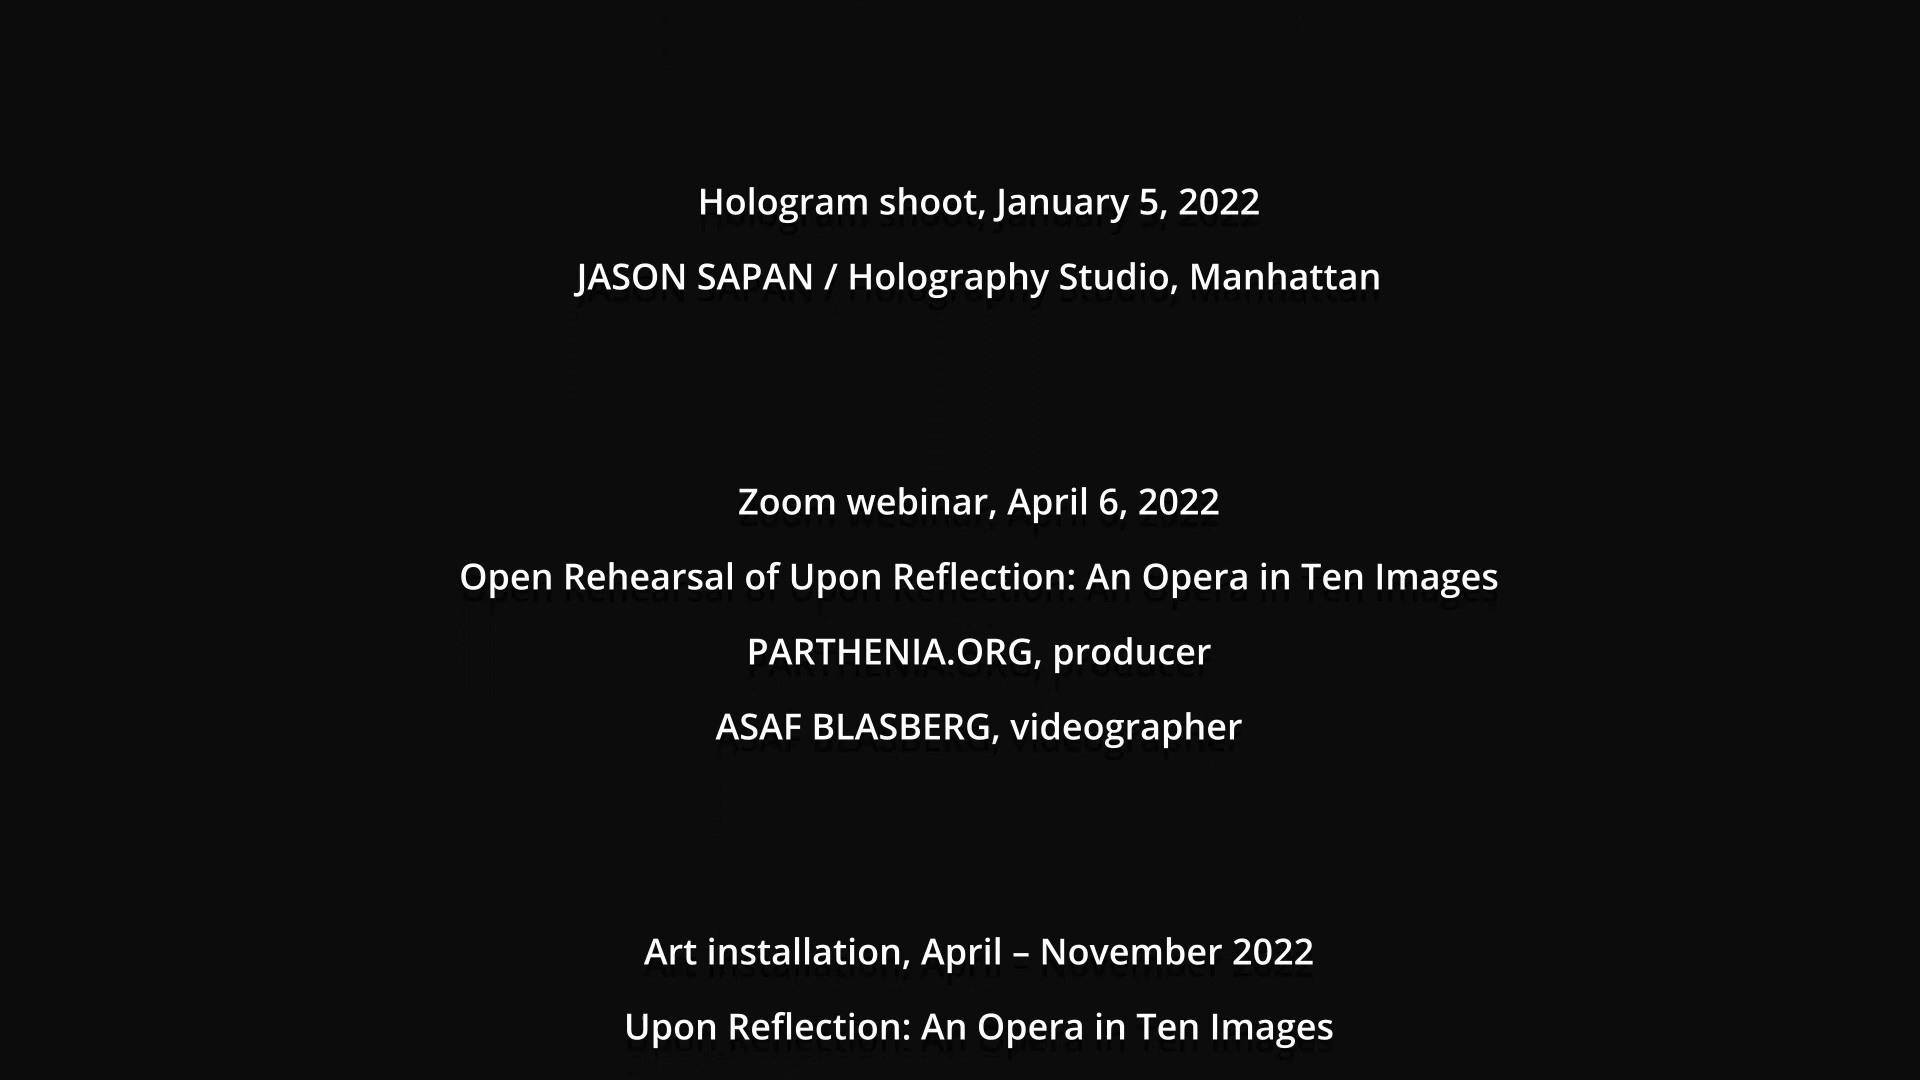 Hologram shoot, January 5, 2022
JASON SAPAN / Holography Studio, Manhattan
Zoom webinar, April 6, 2022
Open Rehearsal of Upon Reflection: An Opera in Ten Images
PARTHENIA.ORG, producer
ASAF BLASBERG, videographer
Art installation, April – November 2022
Upon Reflection: An Opera in Ten Images